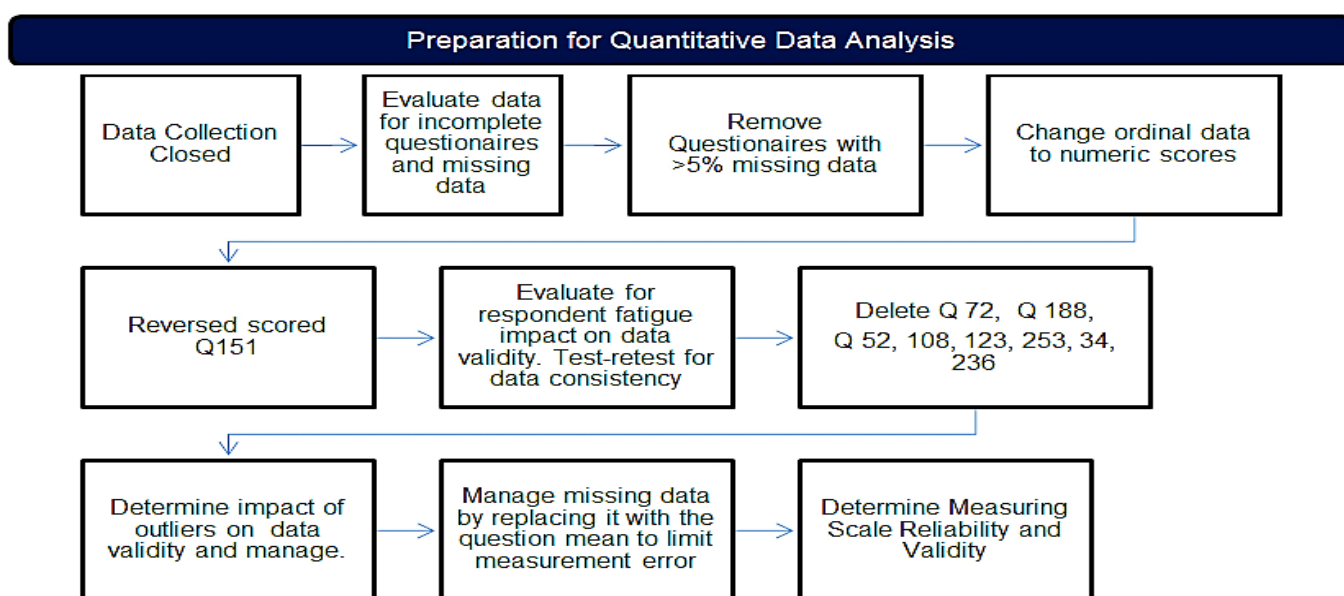 Preparation for Quantitative Data Analysis
Data Collection
Closed
Evaluate data
for incomplete
questionaires
and missing
data
Remove
Questionaires with
>5% missing data
Change ordinal data
to numeric scores
Reversed scored
Q151
Evaluate for
respondent fatigue
impact on data
validity. Test-retest for
data consistency
Delete Q 72, Q 188,
Q 52, 108, 123, 253, 34,
236
Determine impact of
outliers on data
validity and manage.
Manage missing data
by replacing it with the
question mean to limit
measurement error
Determine Measuring
Scale Reliability and
Validity